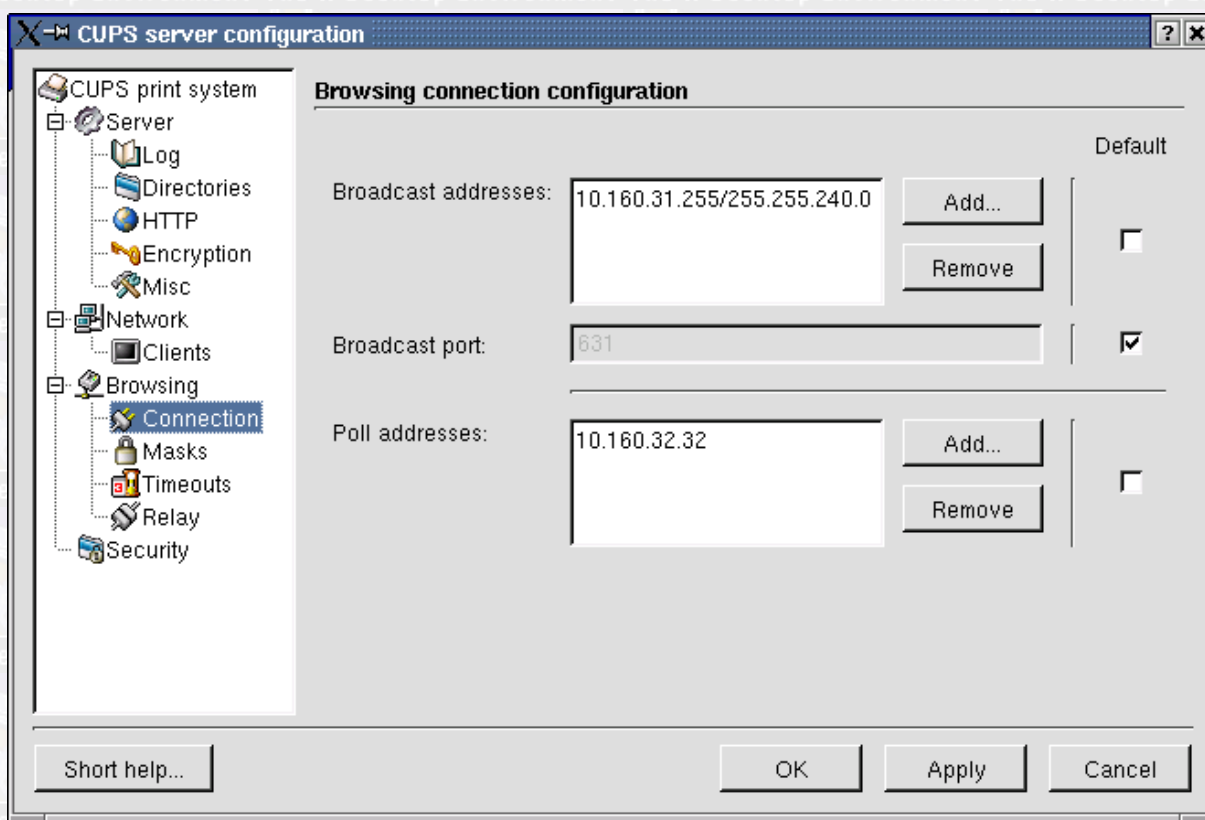 CUPS server configuration
CUPS print system
Server
Log
Directories
HTTP
Encryption
Misc
Network
Clients
Browsing
Connection
Masks
Timeouts
Relay
Security
Browsing connection configuration
Default
Broadcast addresses:
10.160.31.255/255.255.240.0
Add...
Remove
Broadcast port:
631
Poll addresses:
10.160.32.32
Add...
Remove
Short help...
OK
Apply
Cancel